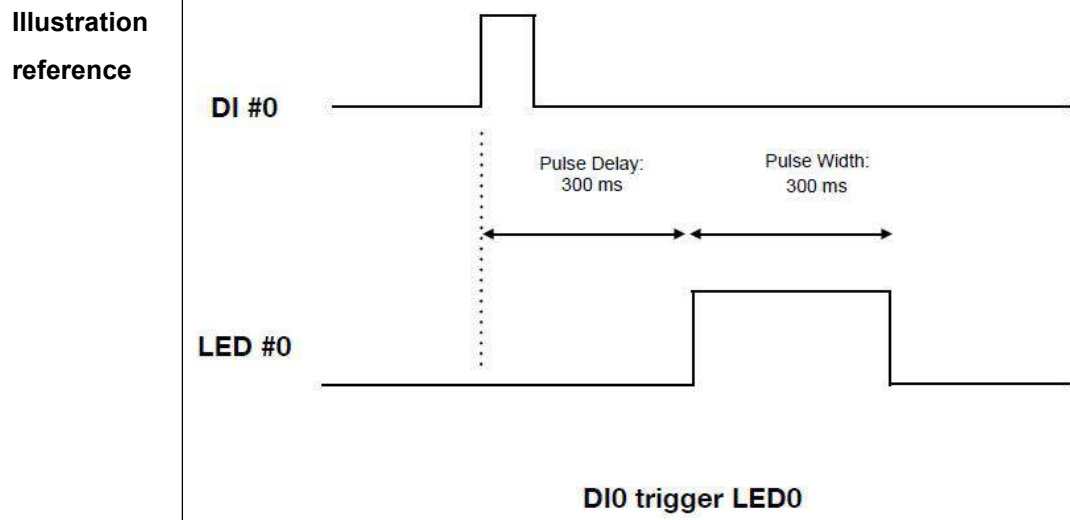 Illustration
reference
DI #0
Pulse Delay:
300 ms
Pulse Width:
300 ms
LED #0
DI0 trigger LED0